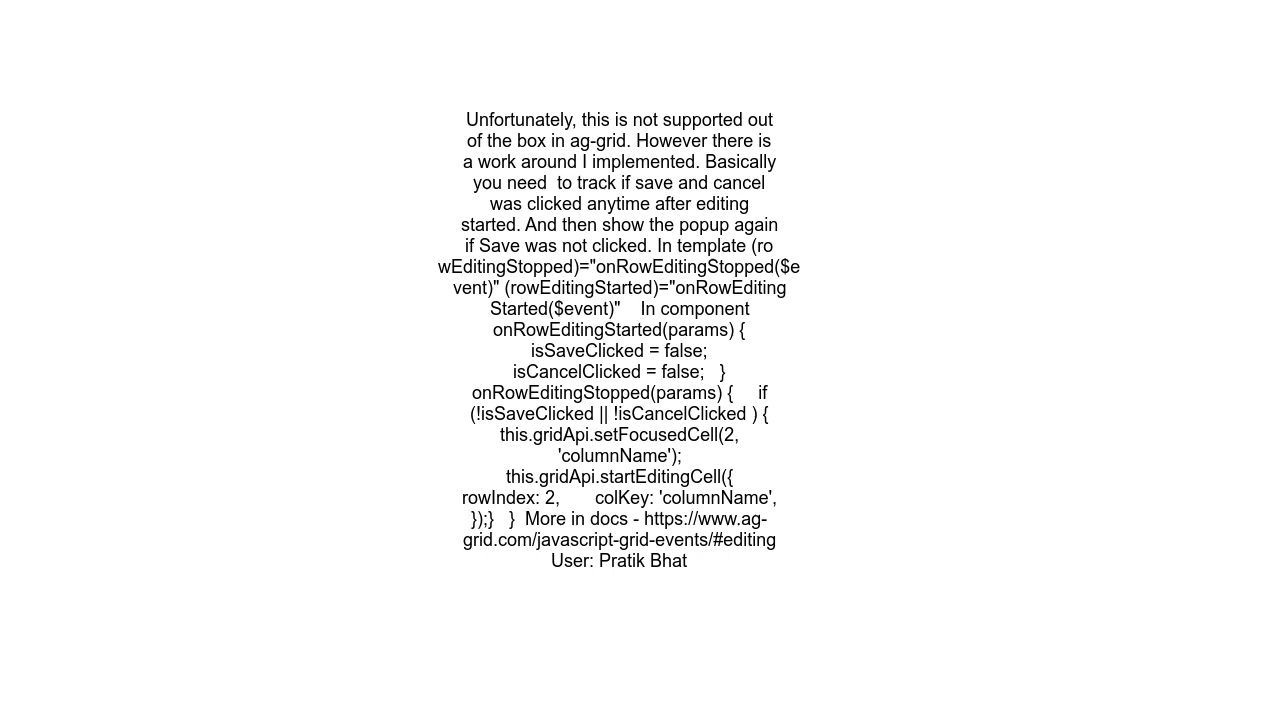 Unfortunately, this is not supported out
of the box in ag-grid. However there is
a work around I implemented. Basically
you need  to track if save and cancel
was clicked anytime after editing
started. And then show the popup again
if Save was not clicked. In template (ro
wEditingStopped)="onRowEditingStopped($e
vent)" (rowEditingStarted)="onRowEditing
Started($event)"    In component
onRowEditingStarted(params) {
isSaveClicked = false;
isCancelClicked = false;   }
onRowEditingStopped(params) {     if
(!isSaveClicked || !isCancelClicked ) {
this.gridApi.setFocusedCell(2,
'columnName');
this.gridApi.startEditingCell({
rowIndex: 2,       colKey: 'columnName',
});}   }  More in docs - https://www.ag-
grid.com/javascript-grid-events/#editing
User: Pratik Bhat